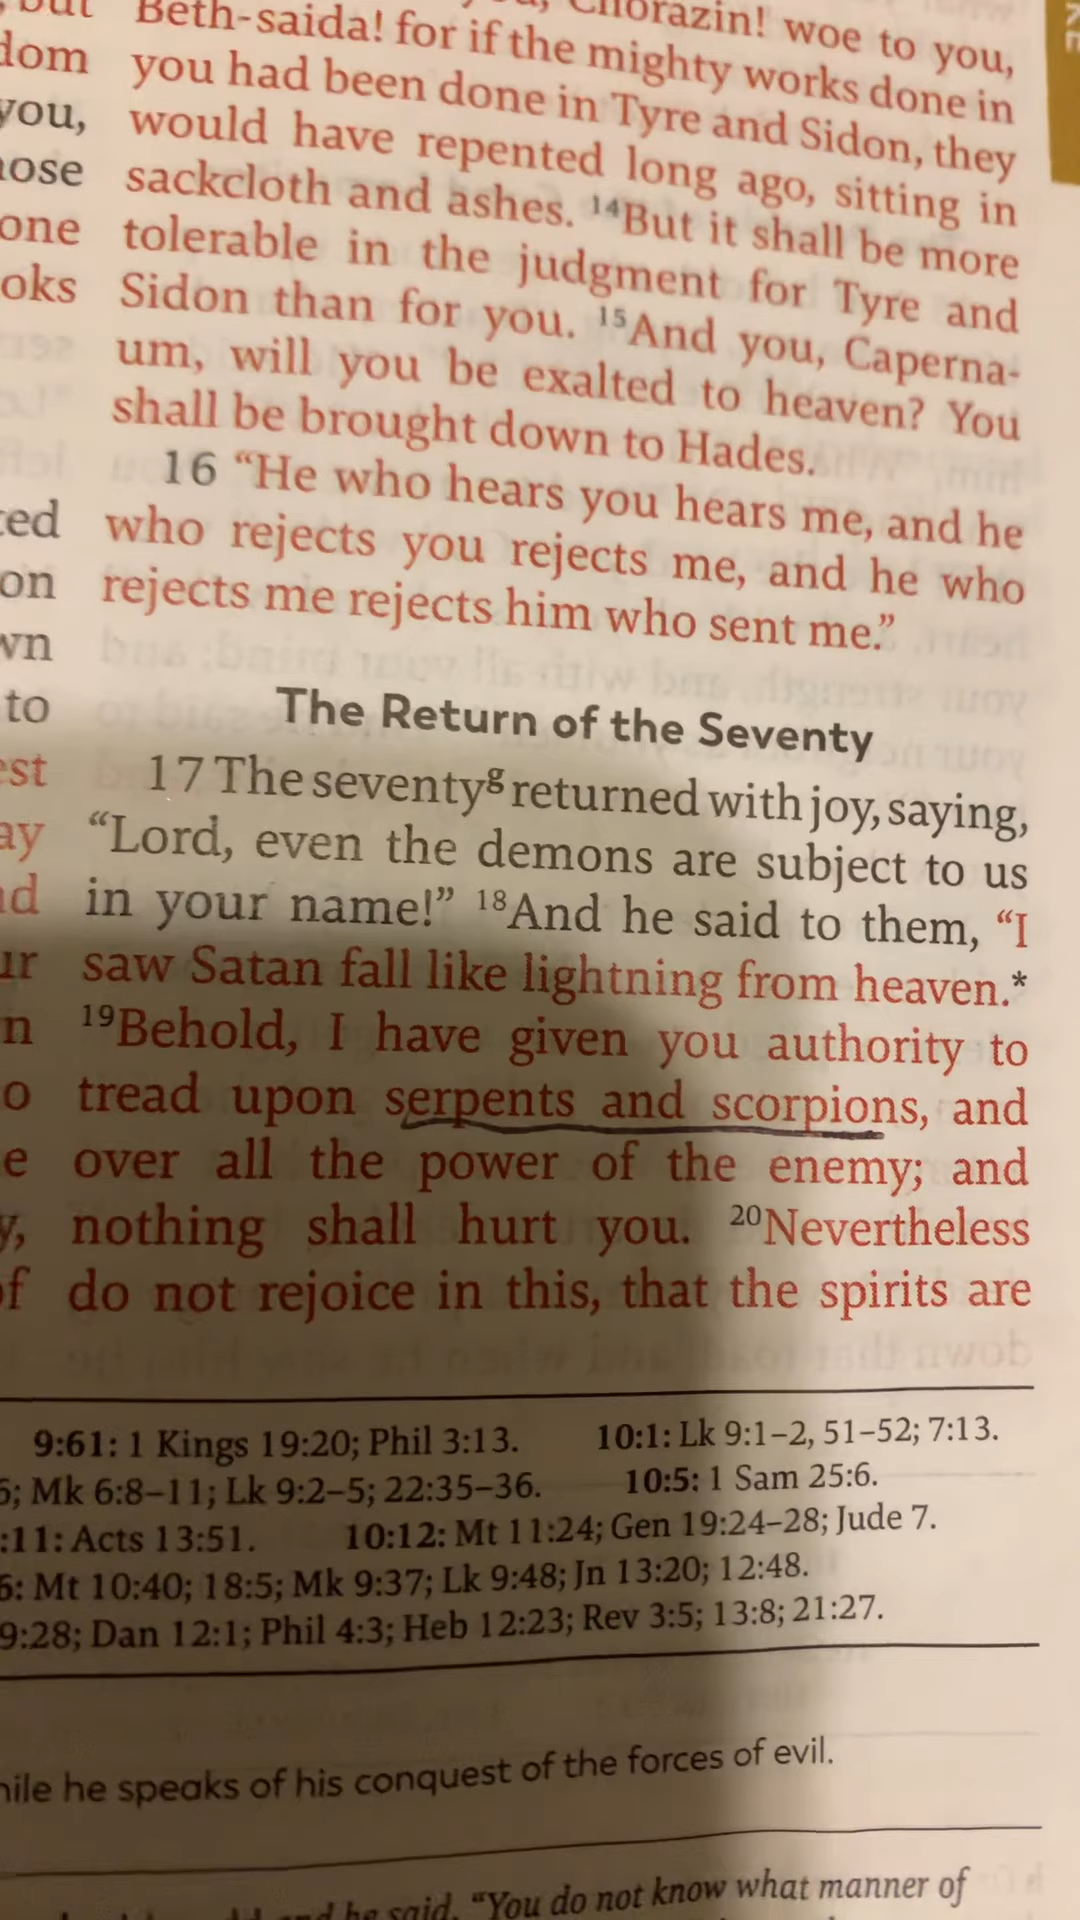 Chorazin! woe to you,
Beth-saida! for if the mighty works done in
you had been done in Tyre and Sidon, they
would have repented long ago, sitting in
sackcloth and ashes. 14But it shall be more
tolerable in the judgment for Tyre and
Sidon than for you. 15And you, Caperna-
um, will you be exalted to heaven? You
shall be brought down to Hades.
16 “He who hears you hears me, and he
who rejects you rejects me, and he who
rejects me rejects him who sent me.”
The Return of the Seventy
17 The seventyg returned with joy, saying,
“Lord, even the demons are subject to us
in your name!” 18And he said to them, “I
saw Satan fall like lightning from heaven.*
19Behold, I have given you authority to
tread upon serpents and scorpions, and
over all the power of the enemy; and
nothing shall hurt you. 20Nevertheless
do not rejoice in this, that the spirits are
9:61: 1 Kings 19:20; Phil 3:13. 10:1: Lk 9:1–2, 51–52; 7:13.
Mk 6:8–11; Lk 9:2–5; 22:35–36. 10:5: 1 Sam 25:6.
:11: Acts 13:51. 10:12: Mt 11:24; Gen 19:24–28; Jude 7.
6: Mt 10:40; 18:5; Mk 9:37; Lk 9:48; Jn 13:20; 12:48.
9:28; Dan 12:1; Phil 4:3; Heb 12:23; Rev 3:5; 13:8; 21:27.
he speaks of his conquest of the forces of evil.
he said, “You do not know what manner of